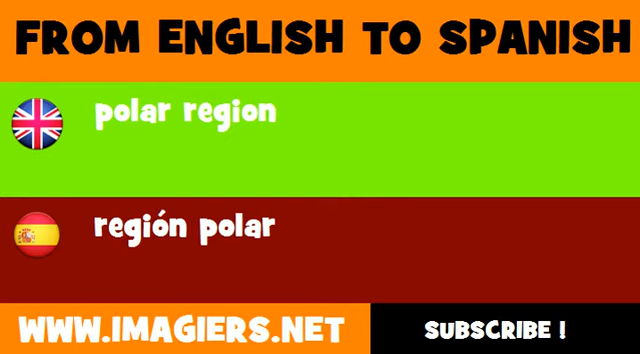 FROM ENGLISH TO SPANISH
polar region
región polar
WWW.IMAGIERS.NET
SUBSCRIBE !